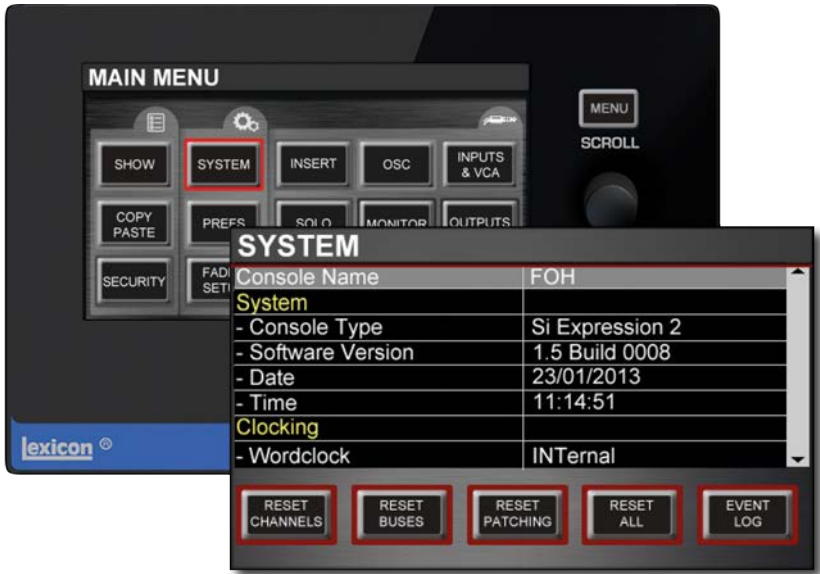 MAIN MENU
MENU
SCROLL
SHOW
SYSTEM
INSERT
OSC
INPUTS
& VCA
COPY
PASTE
PREFS
SOLO
MONITOR
OUTPUTS
SECURITY
lexicon ®
SYSTEM
Console Name FOH
System
- Console Type Si Expression 2
- Software Version 1.5 Build 0008
- Date 23/01/2013
- Time 11:14:51
Clocking
- Wordclock INTernal
RESET
CHANNELS
RESET
BUSES
RESET
PATCHING
RESET
ALL
EVENT
LOG